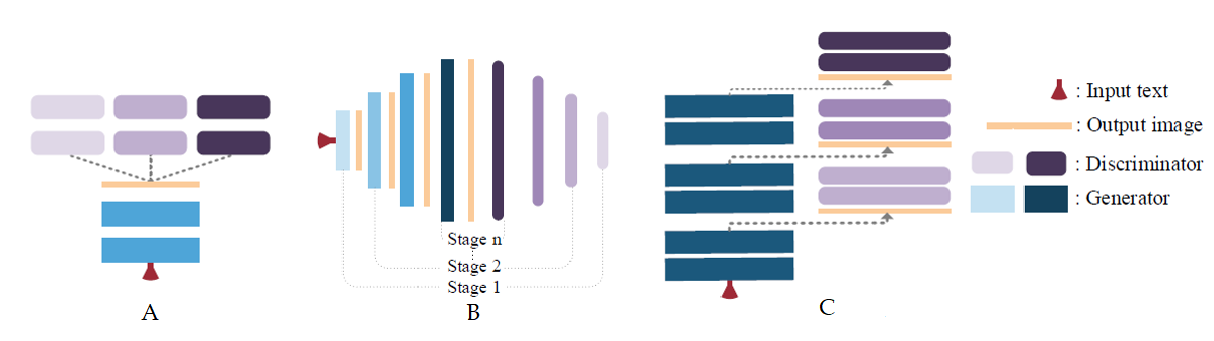 : Input text
: Output image
: Discriminator
: Generator
Stage n
Stage 2
Stage 1
A
B
C